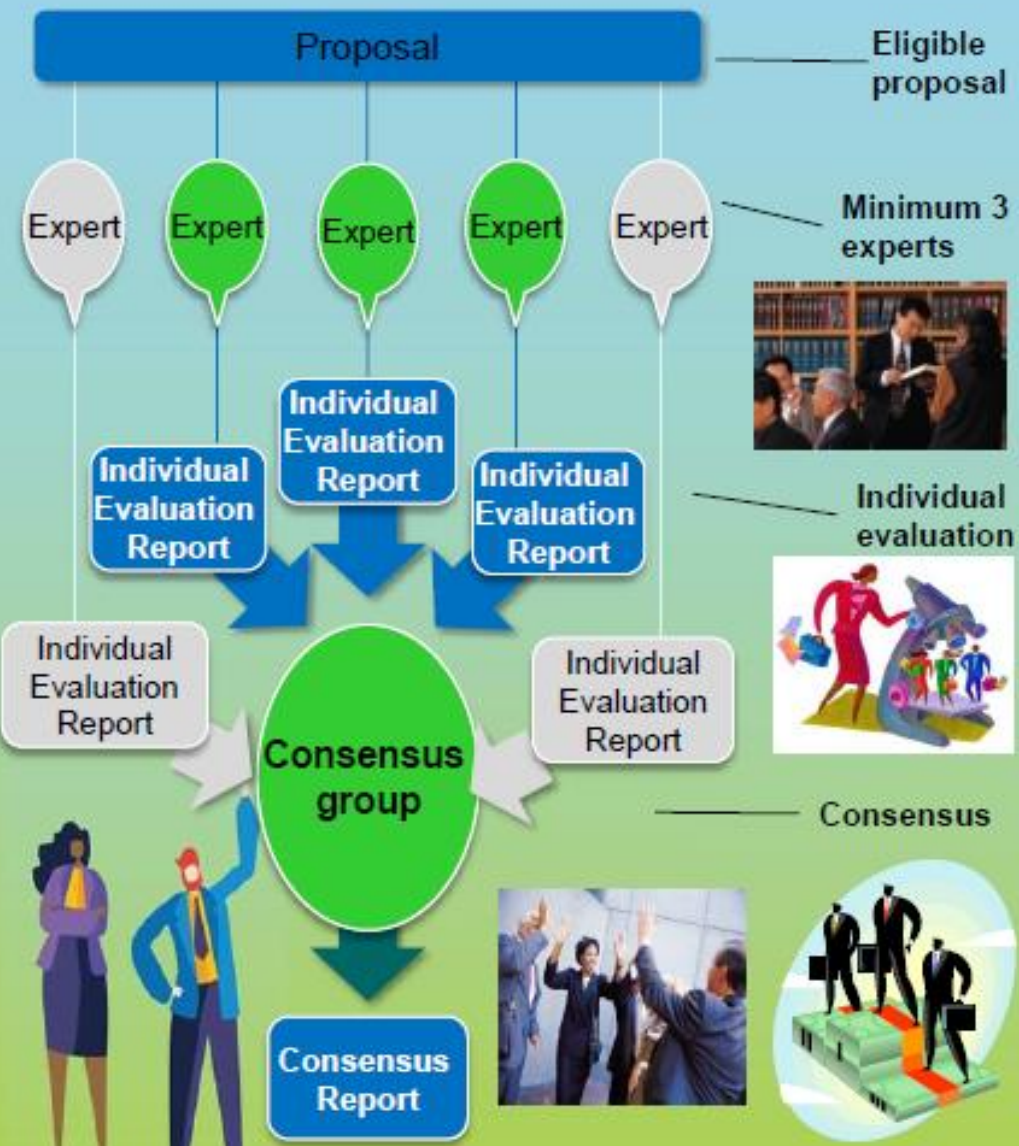 Proposal
Eligible
proposal
Expert
Expert
Expert
Expert
Expert
Minimum 3
experts
Individual
Evaluation
Report
Individual
Evaluation
Report
Individual
Evaluation
Report
Individual
evaluation
Individual
Evaluation
Report
Individual
Evaluation
Report
Consensus
group
Consensus
Consensus
Report